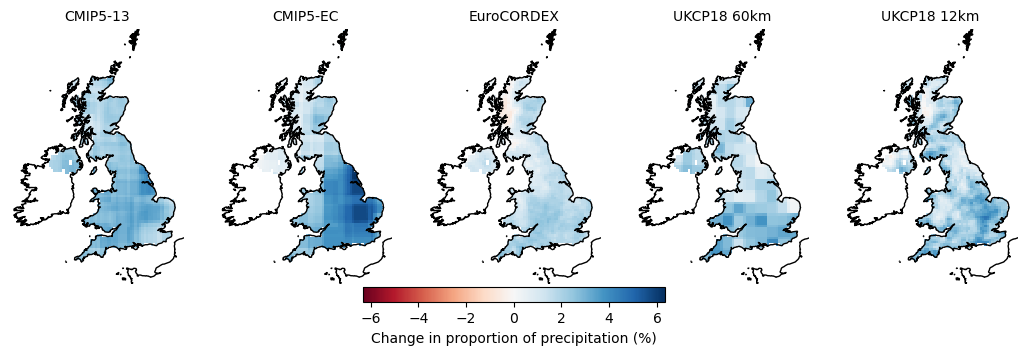 CMIP5-13 CMIP5-EC EuroCORDEX UKCP18 60km UKCP18 12km
−6 −4 −2 0 2 4 6
Change in proportion of precipitation (%)